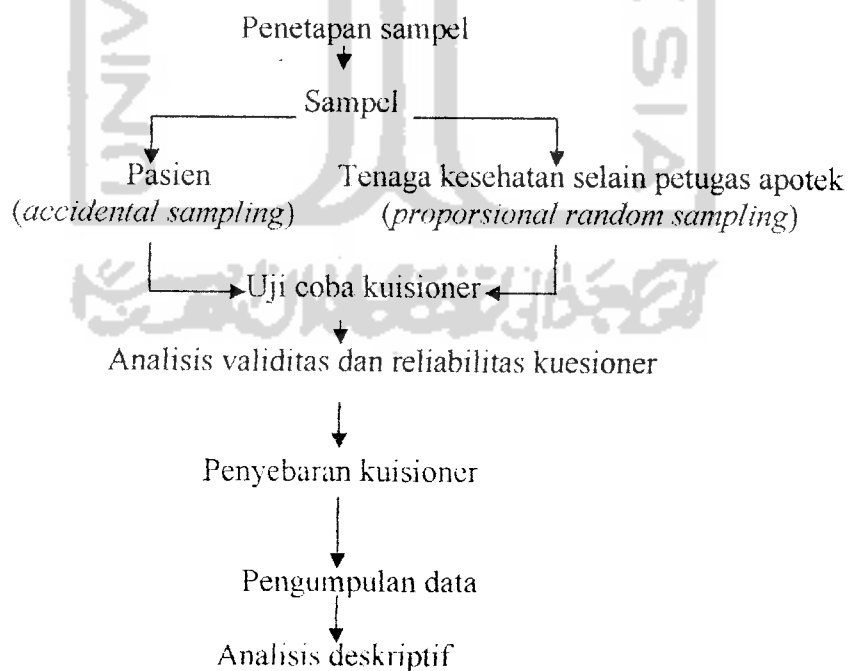 Penetapan sampel
Sampel
Pasien
(accidental sampling)
Tenaga kesehatan selain petugas apotek
(proporsional random sampling)
Uji coba kuisioner
Analisis validitas dan reliabilitas kuesioner
Penyebaran kuisioner
Pengumpulan data
Analisis deskriptif